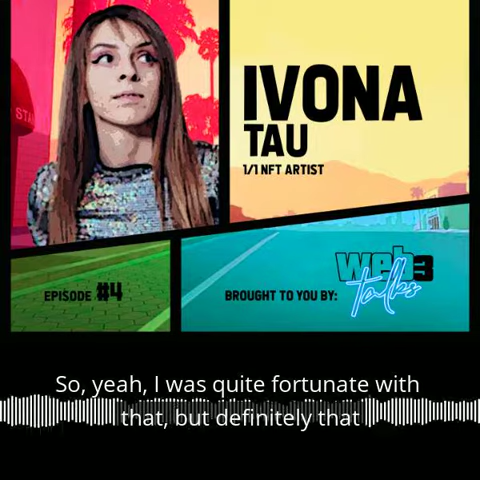 STA
IVONA
TAU
1/1 NFT ARTIST
EPISODE #4
BROUGHT TO YOU BY:
web3
talks
So, yeah, I was quite fortunate with
that, but definitely that